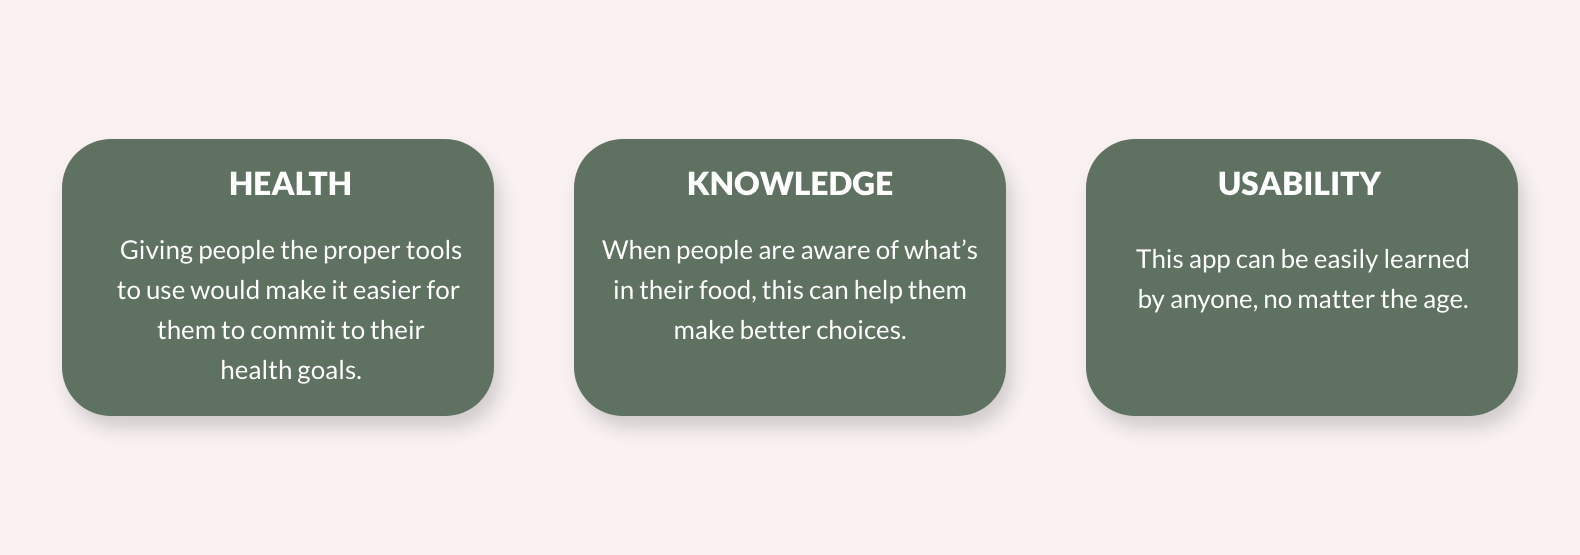 HEALTH
Giving people the proper tools
to use would make it easier for
them to commit to their
health goals.
KNOWLEDGE
When people are aware of what’s
in their food, this can help them
make better choices.
USABILITY
This app can be easily learned
by anyone, no matter the age.